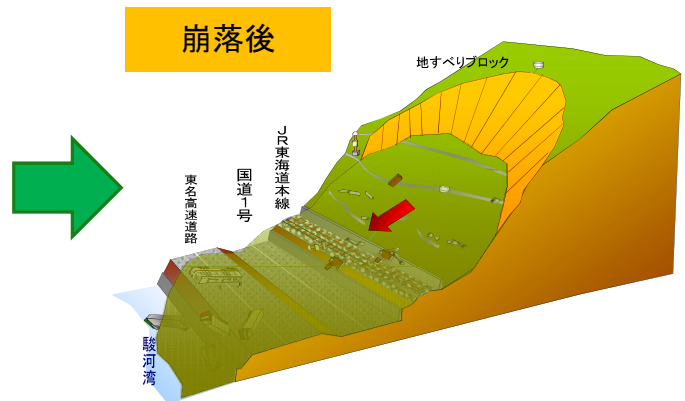 崩落後
地すべりブロック
JR東海道本線
国道1号
東名高速道路
駿河湾